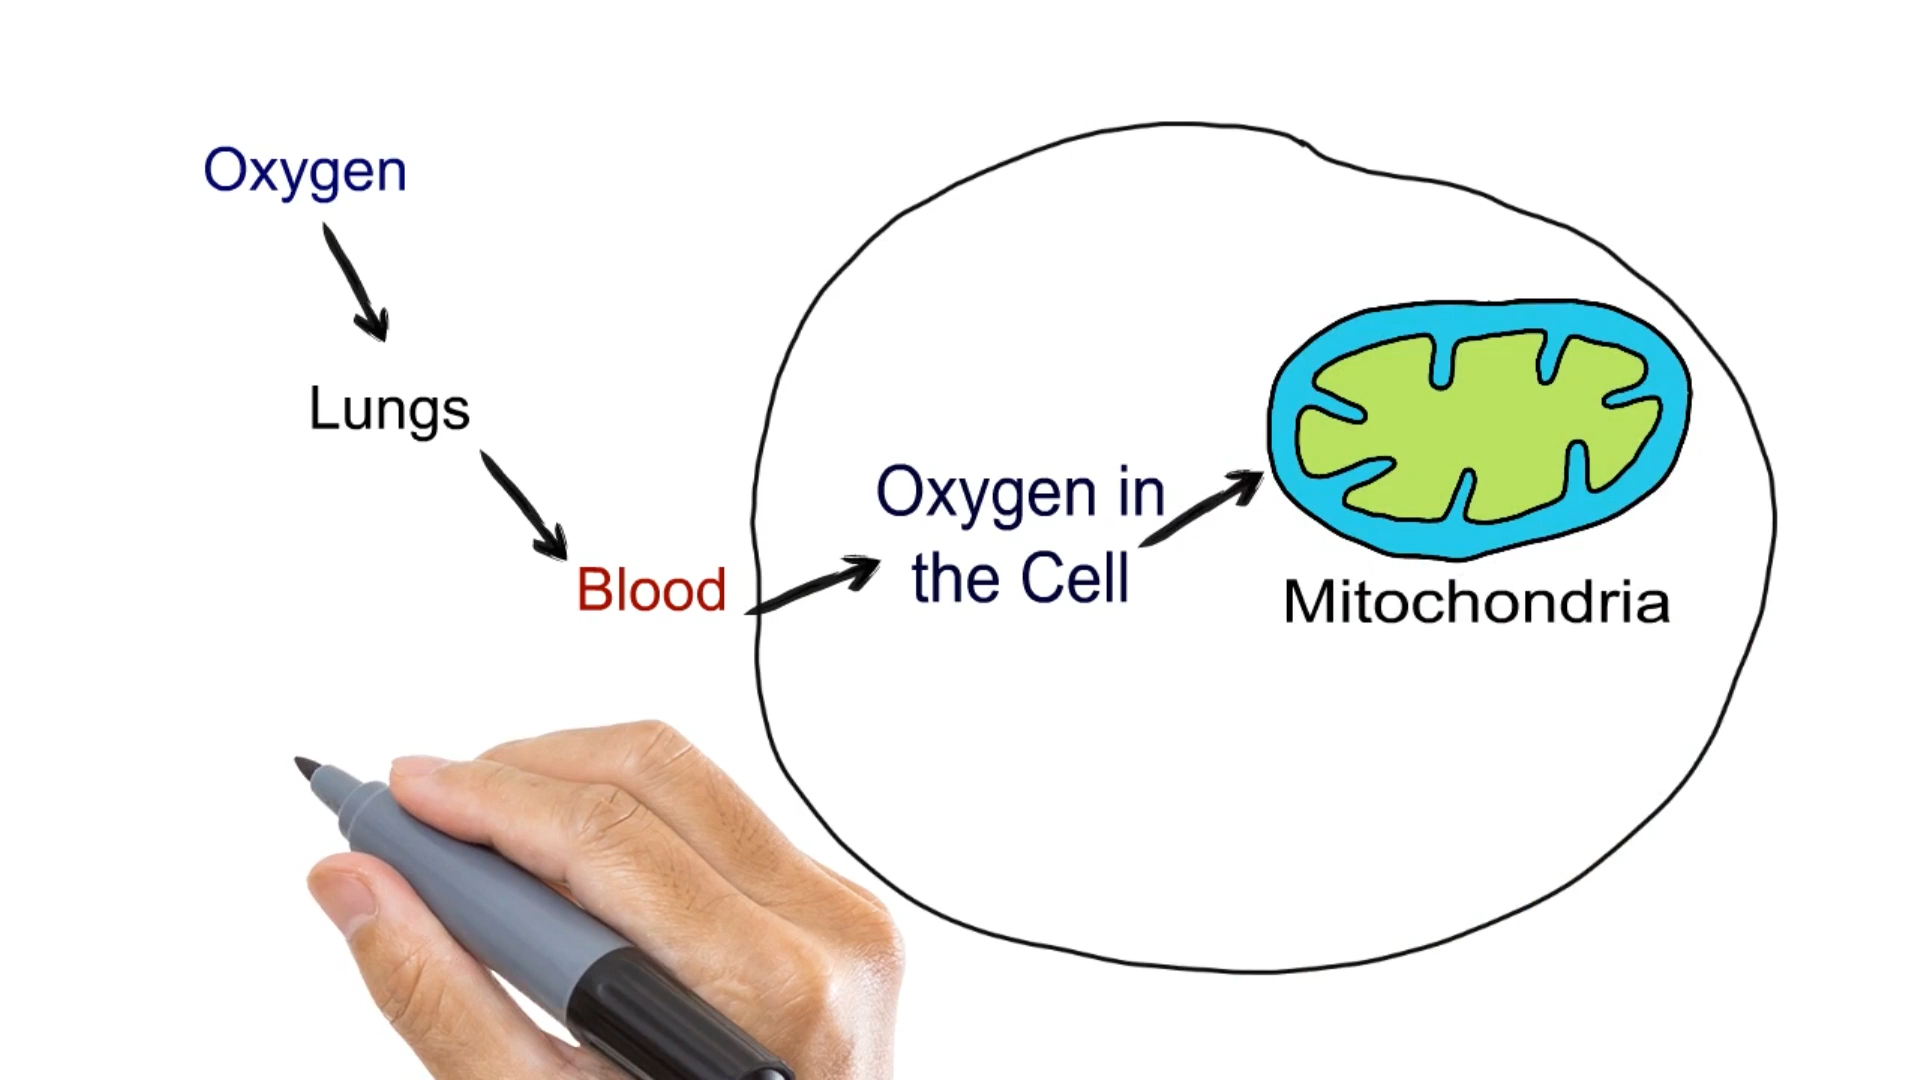 Oxygen
Lungs
Blood
Oxygen in
the Cell
Mitochondria